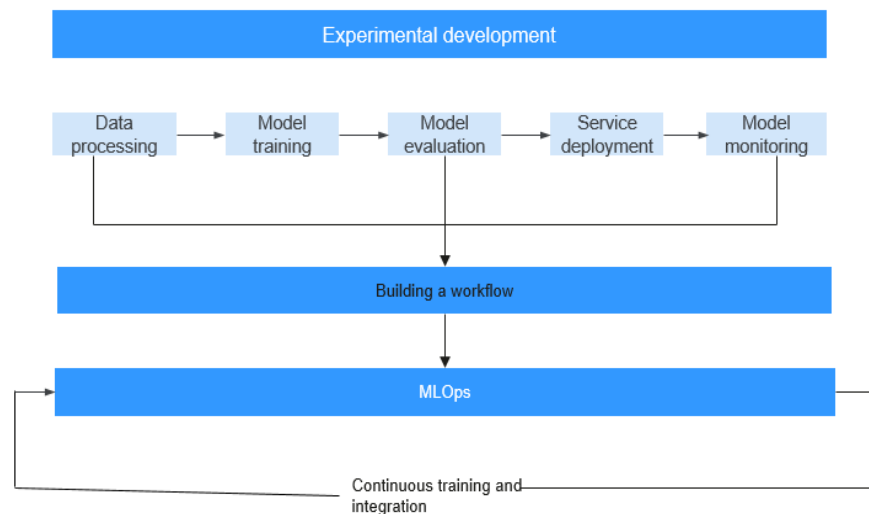 Experimental development
Data
processing
Model
training
Model
evaluation
Service
deployment
Model
monitoring
Building a workflow
MLOps
Continuous training and
integration